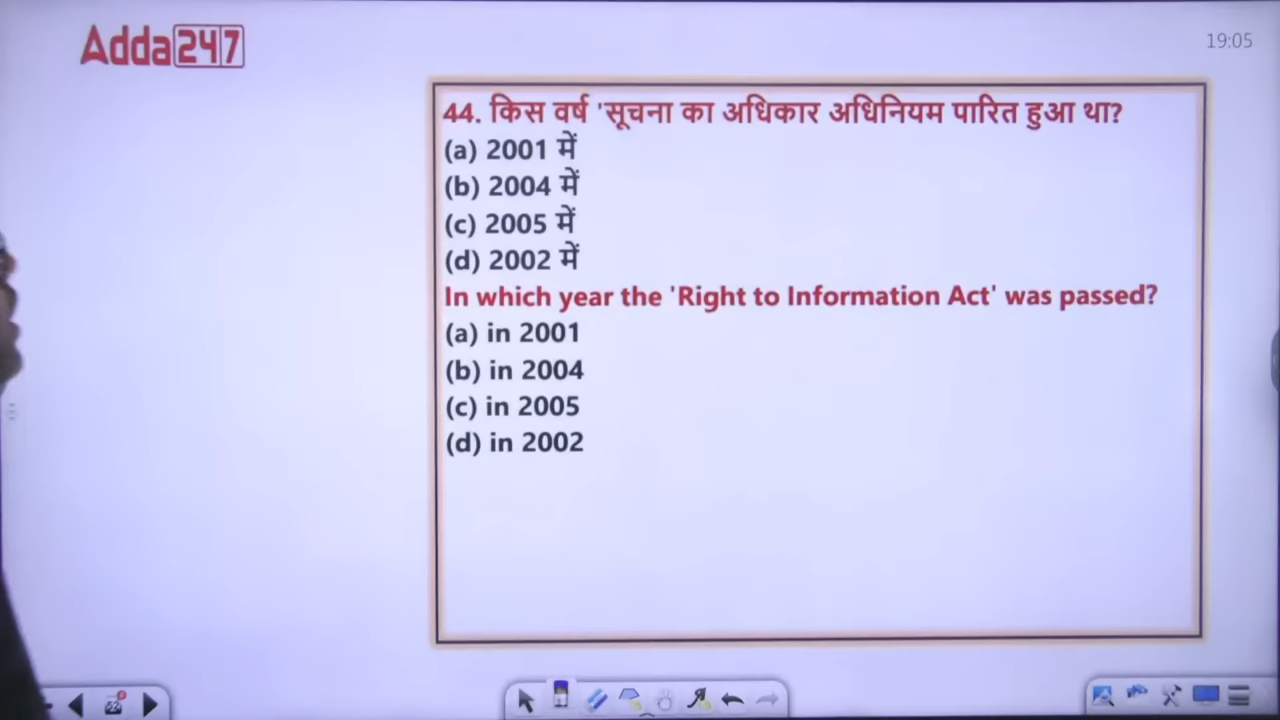 Adda247
19:05
44. किस वर्ष 'सूचना का अधिकार अधिनियम पारित हुआ था?
(a) 2001 में
(b) 2004 में
(c) 2005 में
(d) 2002 में
In which year the 'Right to Information Act' was passed?
(a) in 2001
(b) in 2004
(c) in 2005
(d) in 2002